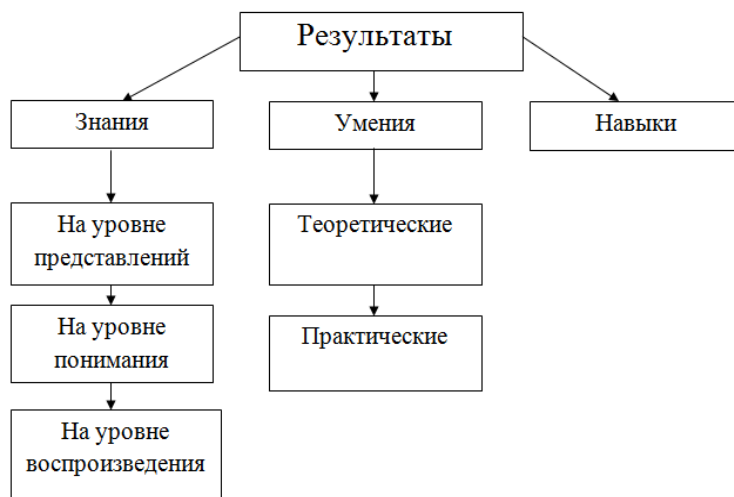 Результаты
Знания
Умения
Навыки
На уровне
представлений
Теоретические
На уровне
понимания
Практические
На уровне
воспроизведения